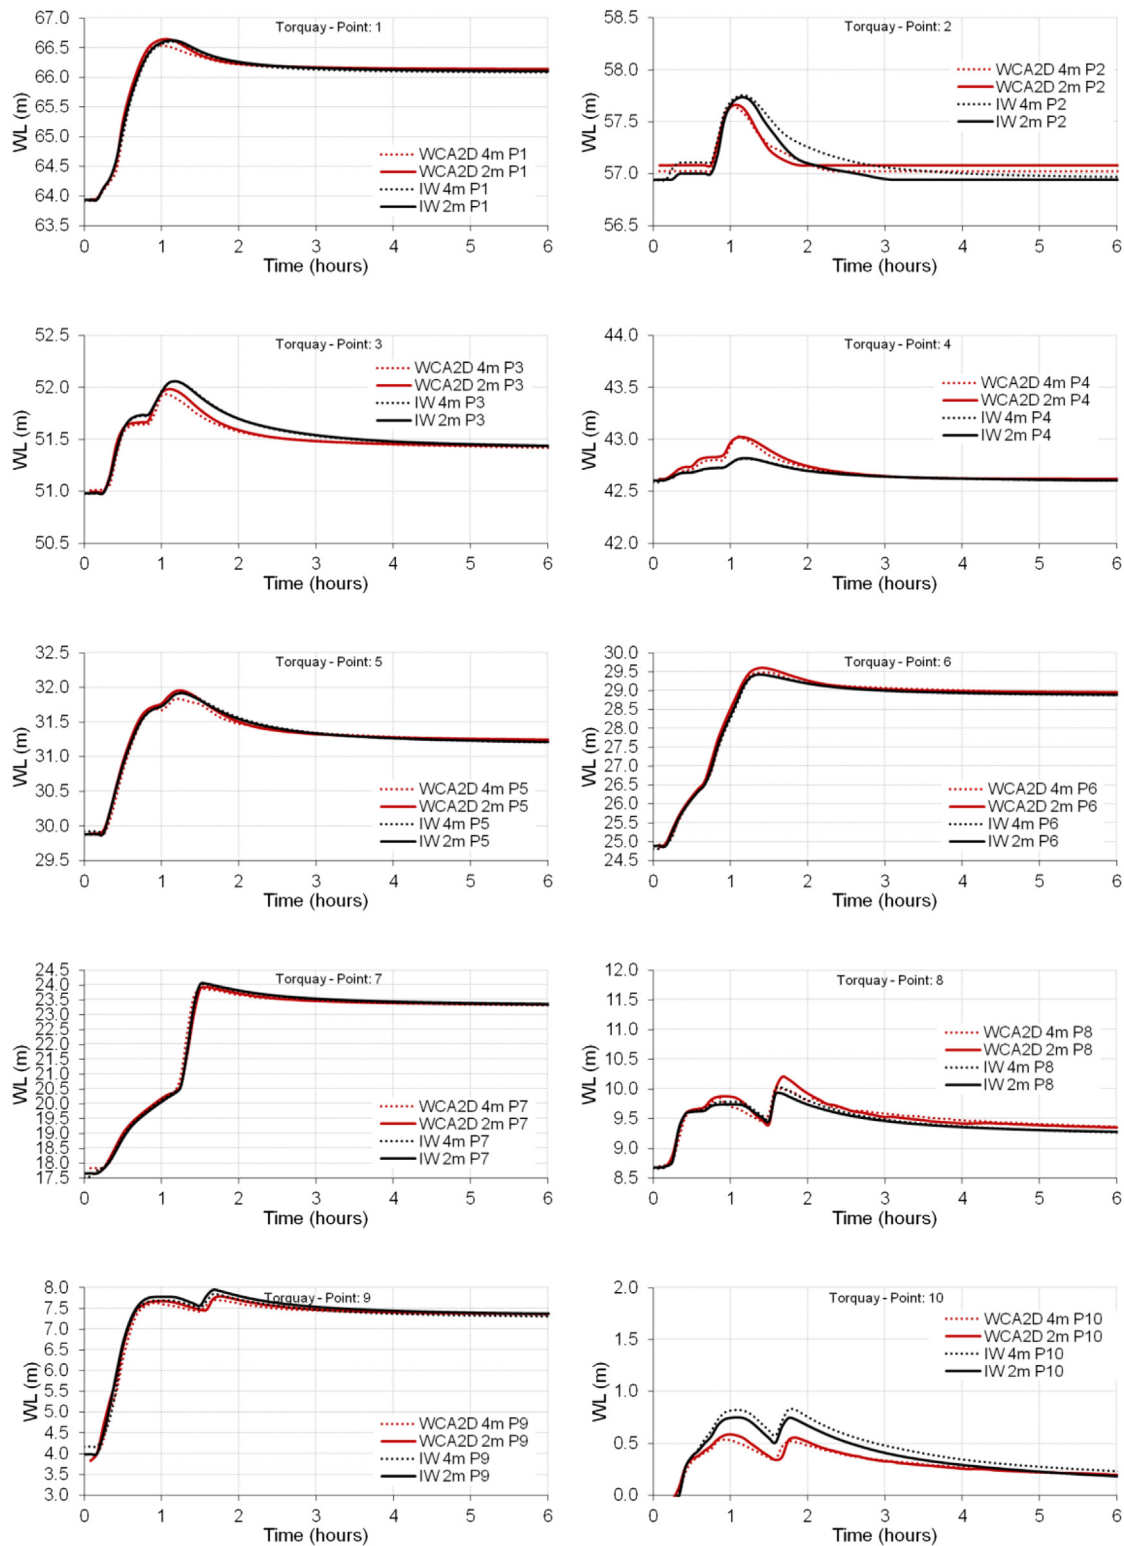 Torquay - Point: 1
67.0
66.5
66.0
65.5
65.0
64.5
64.0
63.5
WL (m)
WCA2D 4m P1
WCA2D 2m P1
IW 4m P1
IW 2m P1
0 1 2 3 4 5 6
Time (hours)
Torquay - Point: 2
58.5
58.0
57.5
57.0
56.5
WL (m)
WCA2D 4m P2
WCA2D 2m P2
IW 4m P2
IW 2m P2
0 1 2 3 4 5 6
Time (hours)
Torquay - Point: 3
52.5
52.0
51.5
51.0
50.5
WL (m)
WCA2D 4m P3
WCA2D 2m P3
IW 4m P3
IW 2m P3
0 1 2 3 4 5 6
Time (hours)
Torquay - Point: 4
44.0
43.5
43.0
42.5
42.0
WL (m)
WCA2D 4m P4
WCA2D 2m P4
IW 4m P4
IW 2m P4
0 1 2 3 4 5 6
Time (hours)
Torquay - Point: 5
32.5
32.0
31.5
31.0
30.5
30.0
29.5
WL (m)
WCA2D 4m P5
WCA2D 2m P5
IW 4m P5
IW 2m P5
0 1 2 3 4 5 6
Time (hours)
Torquay - Point: 6
30.0
29.5
29.0
28.5
28.0
27.5
27.0
26.5
26.0
25.5
25.0
24.5
WL (m)
WCA2D 4m P6
WCA2D 2m P6
IW 4m P6
IW 2m P6
0 1 2 3 4 5 6
Time (hours)
Torquay - Point: 7
24.5
24.0
23.5
23.0
22.5
22.0
21.5
21.0
20.5
20.0
19.5
19.0
18.5
18.0
17.5
WL (m)
WCA2D 4m P7
WCA2D 2m P7
IW 4m P7
IW 2m P7
0 1 2 3 4 5 6
Time (hours)
Torquay - Point: 8
12.0
11.5
11.0
10.5
10.0
9.5
9.0
8.5
WL (m)
WCA2D 4m P8
WCA2D 2m P8
IW 4m P8
IW 2m P8
0 1 2 3 4 5 6
Time (hours)
Torquay - Point: 9
8.0
7.5
7.0
6.5
6.0
5.5
5.0
4.5
4.0
3.5
3.0
WL (m)
WCA2D 4m P9
WCA2D 2m P9
IW 4m P9
IW 2m P9
0 1 2 3 4 5 6
Time (hours)
Torquay - Point: 10
2.0
1.5
1.0
0.5
0.0
WL (m)
WCA2D 4m P10
WCA2D 2m P10
IW 4m P10
IW 2m P10
0 1 2 3 4 5 6
Time (hours)